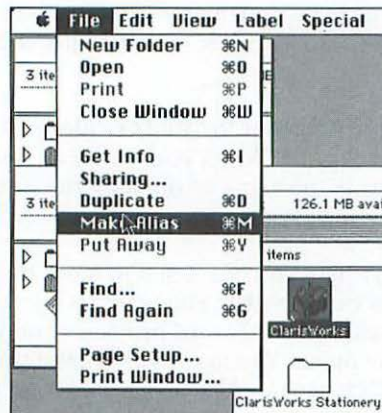 File Edit View Label Special
New Folder ⌘N
Open ⌘O
Print ⌘P
Close Window ⌘W
Get Info ⌘I
Sharing...
Duplicate ⌘D
Make Alias ⌘M
Put Away ⌘Y
Find... ⌘F
Find Again ⌘G
Page Setup...
Print Window...
3 ite
3 ite
126.1 MB avai
items
ClarisWorks
ClarisWorks Stationery